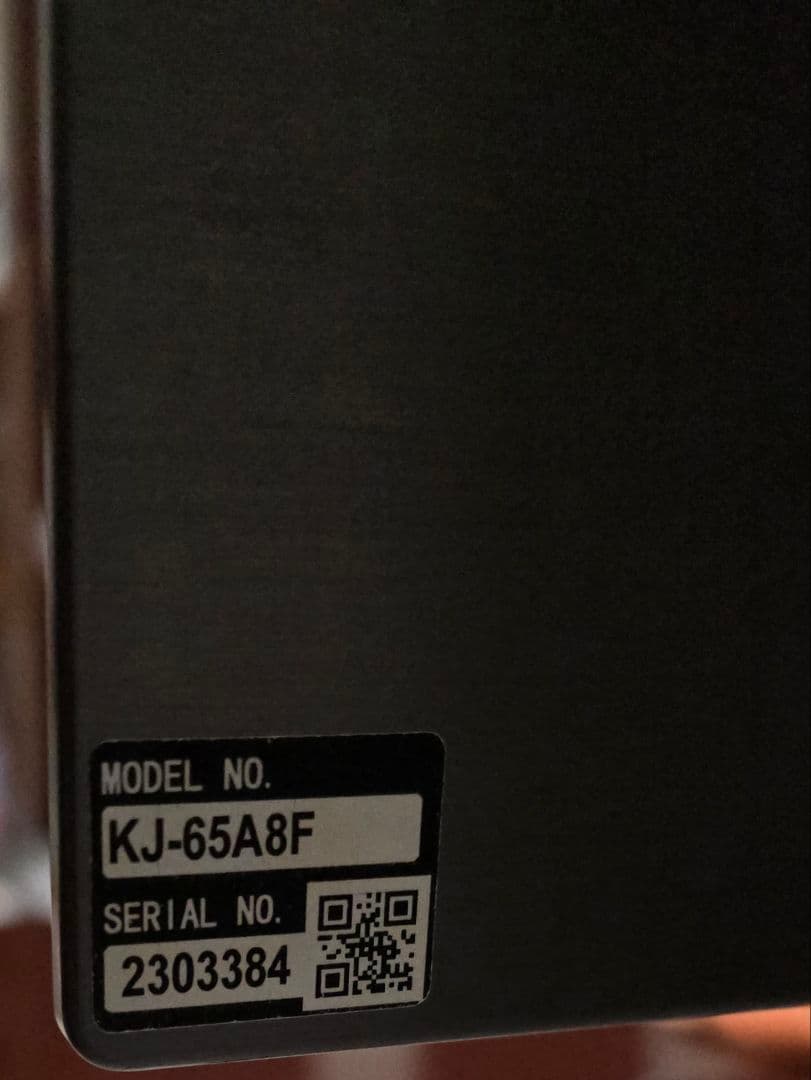 MODEL NO.
KJ-65A8F
SERIAL NO.
2303384